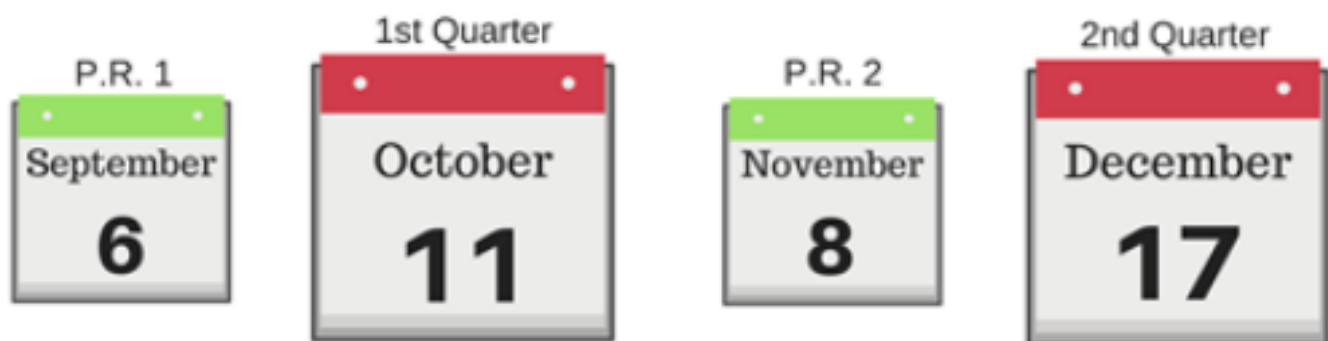 P.R. 1
September
6
1st Quarter
October
11
P.R. 2
November
8
2nd Quarter
December
17